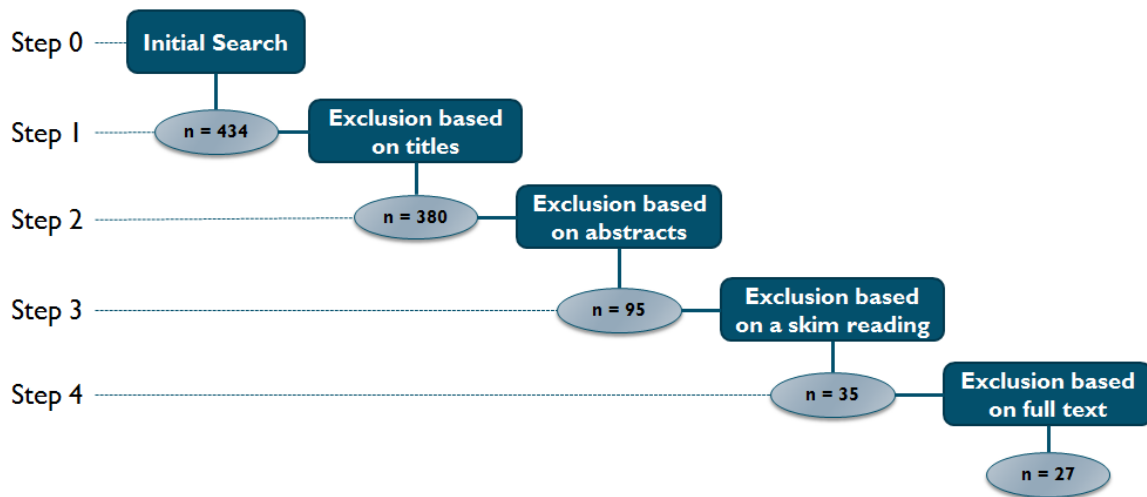 Step 0
Initial Search
Step 1
n = 434
Exclusion based
on titles
Step 2
n = 380
Exclusion based
on abstracts
Step 3
n = 95
Exclusion based
on a skim reading
Step 4
n = 35
Exclusion based
on full text
n = 27